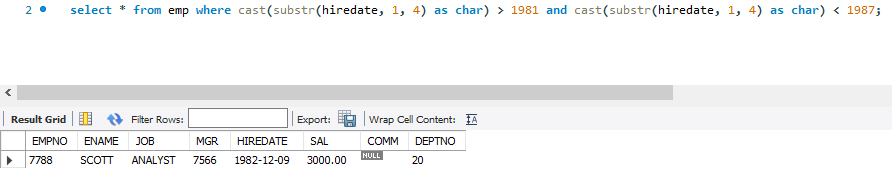 2 select * from emp where cast(substr(hiredate, 1, 4) as char) > 1981 and cast(substr(hiredate, 1, 4) as char) < 1987;
Result Grid Filter Rows: Export: Wrap Cell Content: IA
EMPNO ENAME JOB MGR HIREDATE SAL COMM DEPTNO
7788 SCOTT ANALYST 7566 1982-12-09 3000.00 NULL 20